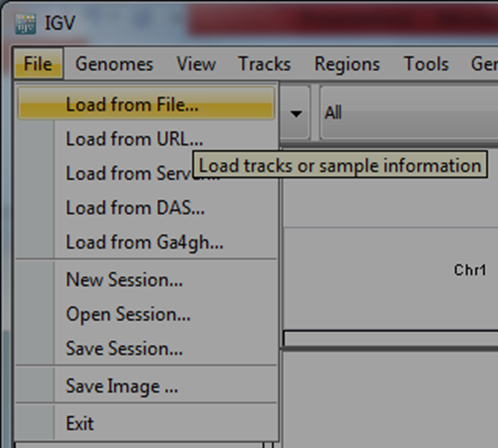 IGV
File Genomes View Tracks Regions Tools Ger
Load from File...
All
Load from URL...
Load tracks or sample information
Load from Serv
Load from DAS...
Load from Ga4gh...
Chr1
New Session...
Open Session...
Save Session...
Save Image ...
Exit